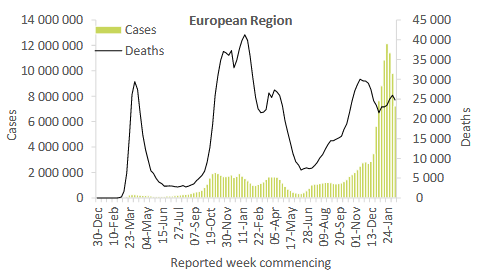 European Region
Cases
Deaths
14 000 000
12 000 000
10 000 000
8 000 000
6 000 000
4 000 000
2 000 000
0
Cases
45 000
40 000
35 000
30 000
25 000
20 000
15 000
10 000
5 000
0
Deaths
30-Dec
10-Feb
23-Mar
04-May
15-Jun
27-Jul
07-Sep
19-Oct
30-Nov
11-Jan
22-Feb
05-Apr
17-May
28-Jun
09-Aug
20-Sep
01-Nov
13-Dec
24-Jan
Reported week commencing